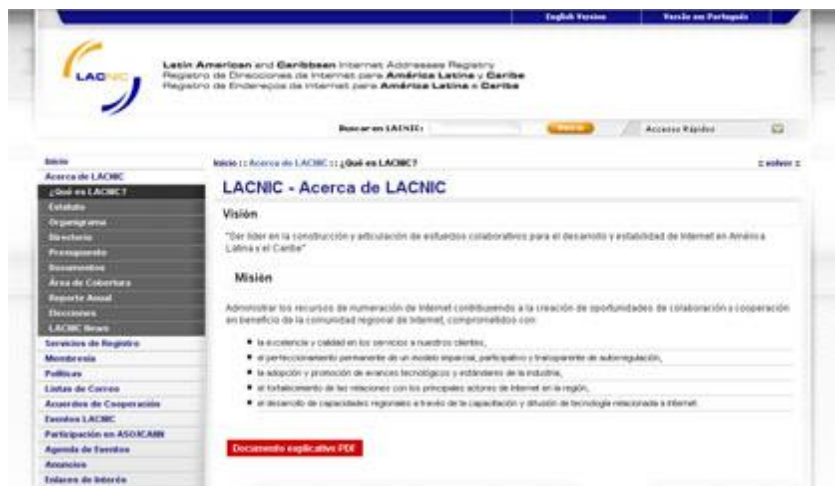 English Version
Versão em Português
LACNIC
Latin American and Caribbean Internet Addresses Registry
Registro de Direcciones de Internet para América Latina y Caribe
Registro de Endereços da Internet para América Latina e Caribe
Buscar en LACNIC:
Acceso Rápido
Inicio
Inicio :: Acerca de LACNIC :: ¿Qué es LACNIC?
:: volver ::
Acerca de LACNIC
¿Qué es LACNIC?
Estatuto
Organigrama
Directorio
Presupuesto
Documentos
Área de Cobertura
Reporte Anual
Elecciones
LACNIC News
Servicios de Registro
Membresía
Políticas
Listas de Correo
Acuerdos de Cooperación
Eventos LACNIC
Participación en ASO/ICANN
Agenda de Eventos
Anuncios
Enlaces de Interés
LACNIC - Acerca de LACNIC
Visión
"Ser líder en la construcción y articulación de esfuerzos colaborativos para el desarrollo y estabilidad de Internet en América
Latina y el Caribe"
Misión
Administrar los recursos de numeración de Internet contribuyendo a la creación de oportunidades de colaboración y cooperación
en beneficio de la comunidad regional de Internet, comprometidos con:
la excelencia y calidad en los servicios a nuestros clientes,
el perfeccionamiento permanente de un modelo imparcial, participativo y transparente de autorregulación,
la adopción y promoción de avances tecnológicos y estándares de la industria,
el fortalecimiento de las relaciones con los principales actores de Internet en la región,
el desarrollo de capacidades regionales a través de la capacitación y difusión de tecnología relacionada a Internet.
Documento explicativo PDF